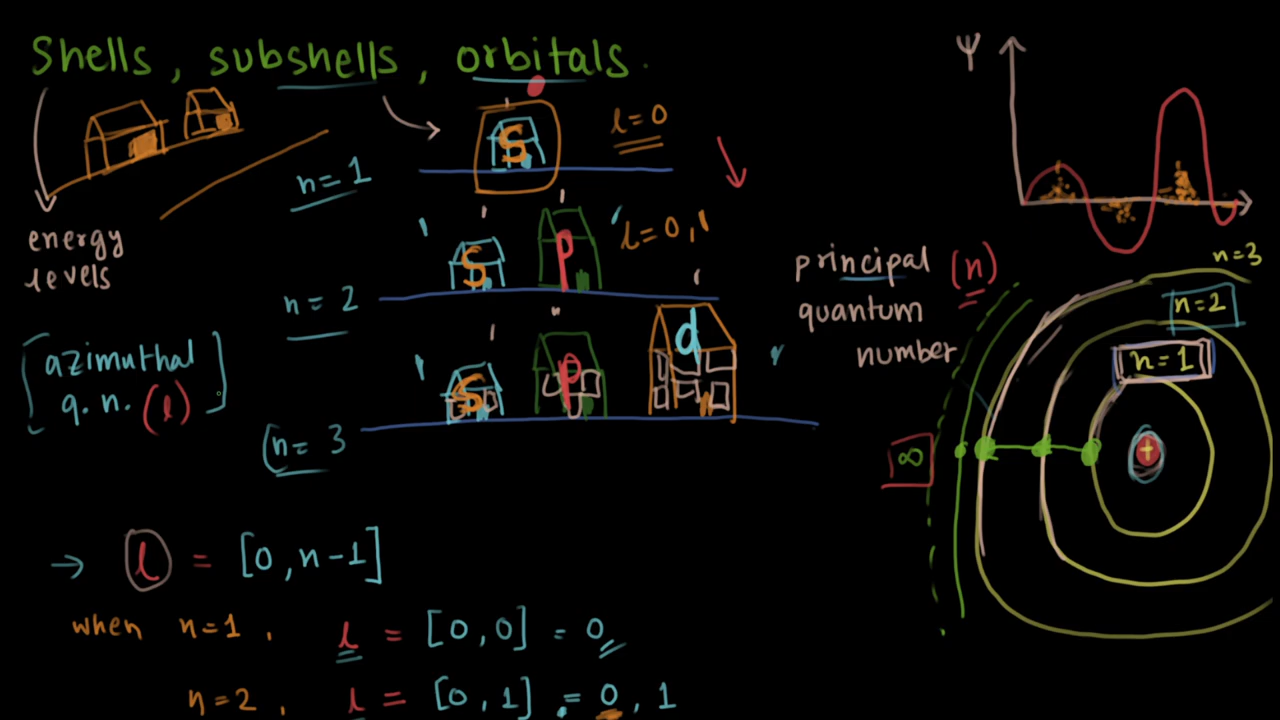 Shells, subshells, orbitals.
energy
levels
n=1
S
l=0
n=2
S
p
l=0,1
n=3
S
p
d
[azimuthal
q.n. (l)]
→ l = [0, n-1]
when n=1, l = [0,0] = 0
n=2, l = [0,1] = 0, 1
Ψ
principal (n)
quantum
number
n=3
n=2
n=1
+
∞